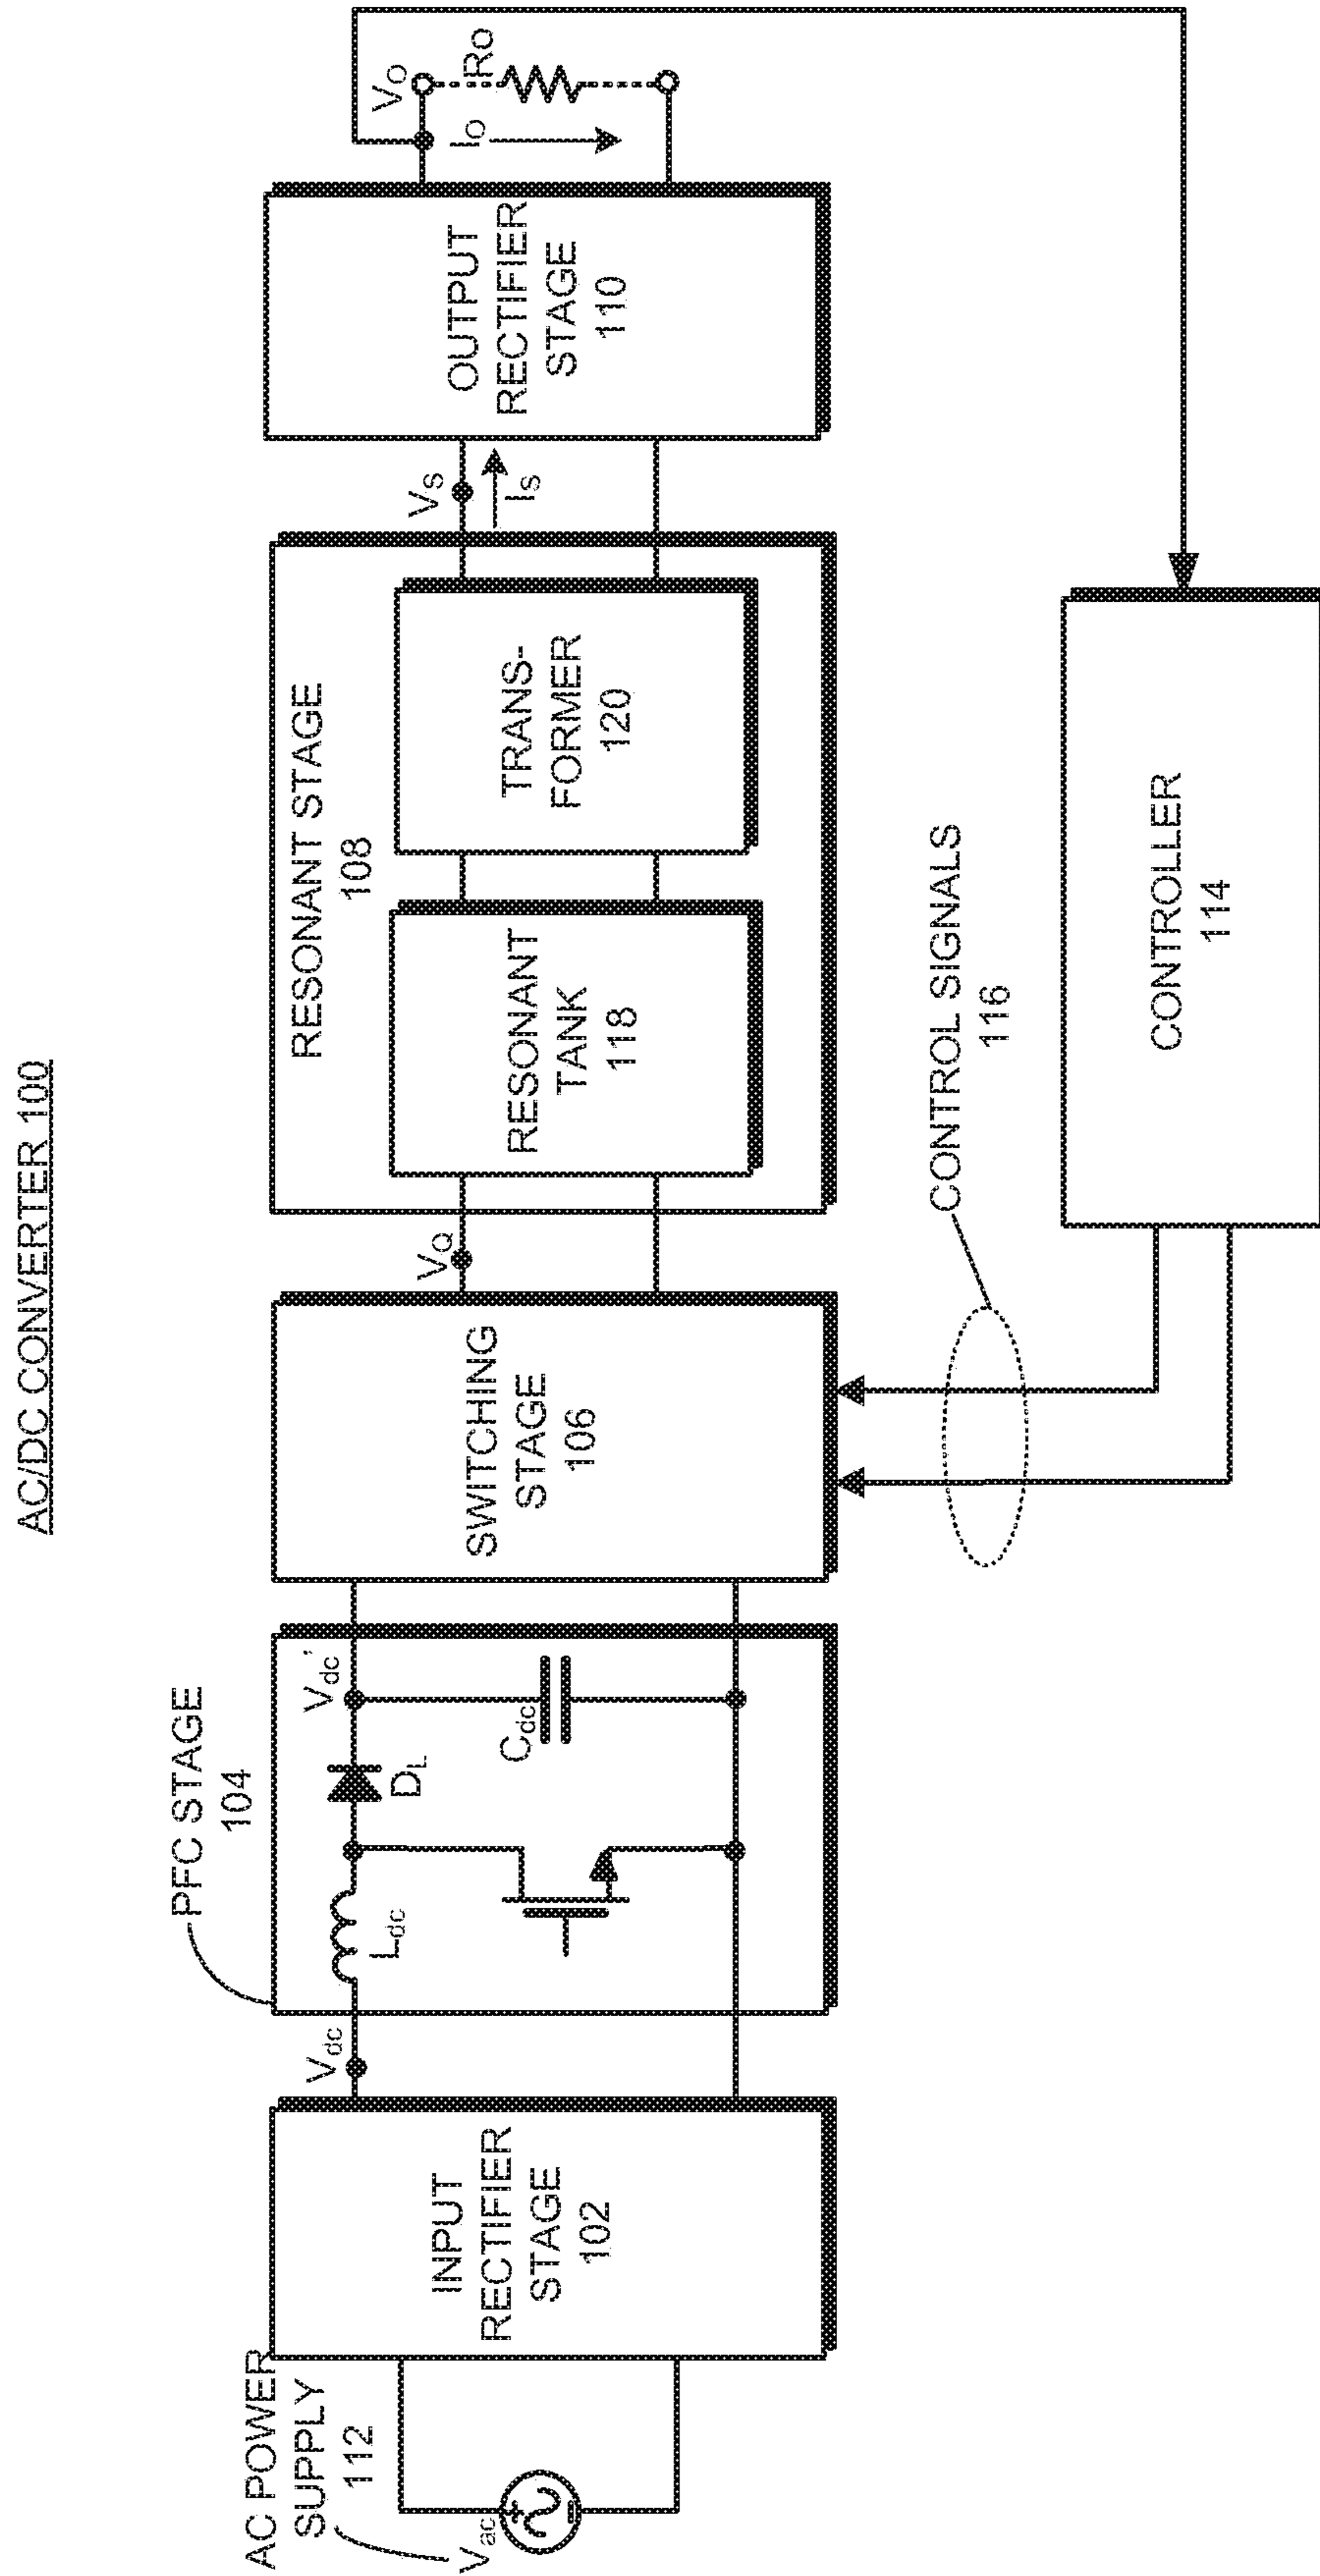 AC/DC CONVERTER 100
AC POWER
SUPPLY
112
Vac
+
-
INPUT
RECTIFIER
STAGE
102
Vdc
PFC STAGE
104
Ldc
DL
Vdc'
Cdc
SWITCHING
STAGE
106
VQ
RESONANT STAGE
108
RESONANT
TANK
118
TRANS-
FORMER
120
VS
IS
OUTPUT
RECTIFIER
STAGE
110
VO
IO
Ro
CONTROL SIGNALS
116
CONTROLLER
114